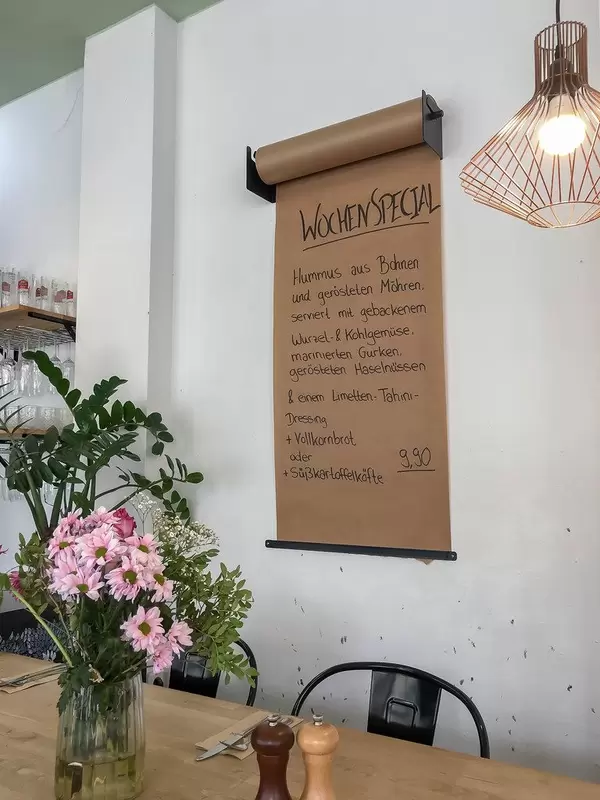 WOCHENSPECIAL
Hummus aus Bohnen
und gerösteten Möhren,
serviert mit gebackenem
Wurzel- & Kohlgemüse,
marinierten Gurken,
gerösteten Haselnüssen
& einem Limetten-Tahini-
Dressing
+ Vollkornbrot
oder
+ Süßkartoffelköfte
9,90